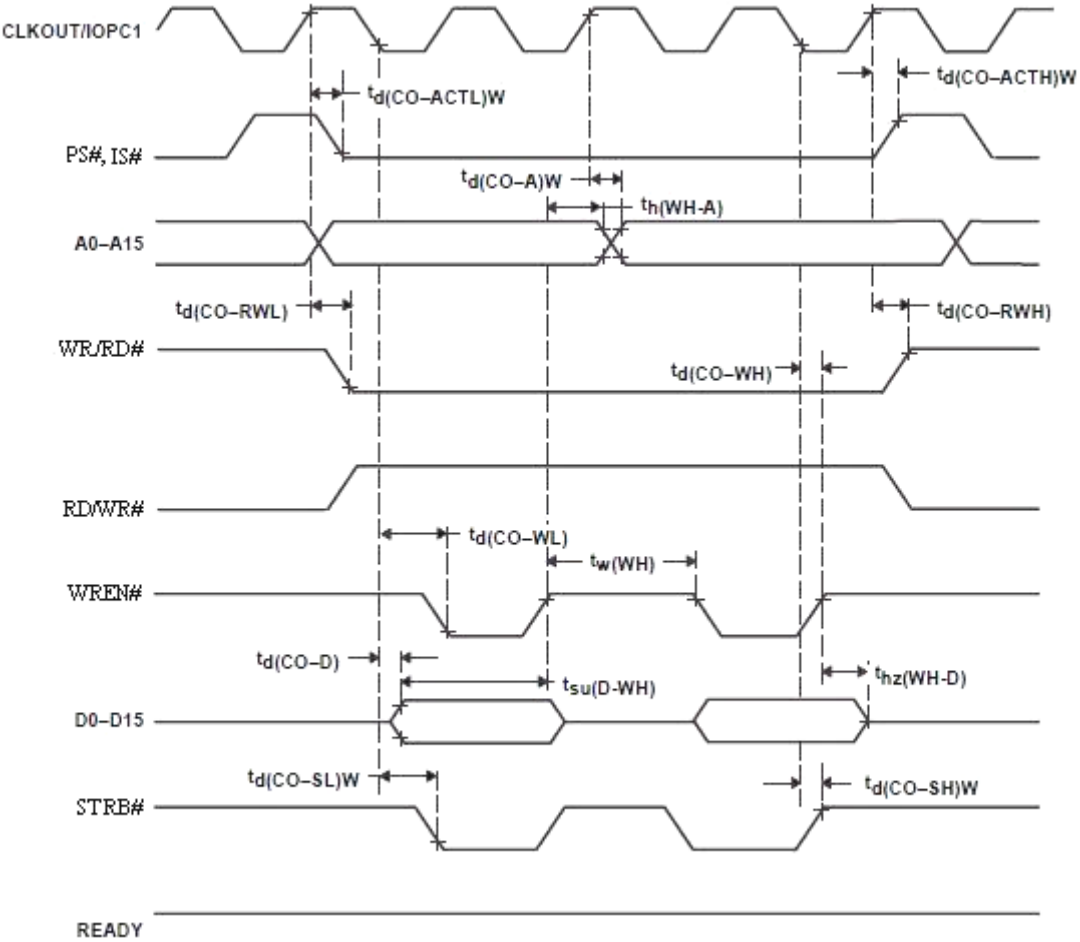 CLKOUT/IOPC1
td(CO–ACTL)W
td(CO–ACTH)W
PS#, IS#
td(CO–A)W
th(WH-A)
A0–A15
td(CO–RWL)
td(CO–RWH)
WR/RD#
td(CO–WH)
RD/WR#
td(CO–WL)
tw(WH)
WREN#
td(CO–D)
tsu(D-WH)
thz(WH-D)
D0–D15
td(CO–SL)W
td(CO–SH)W
STRB#
READY